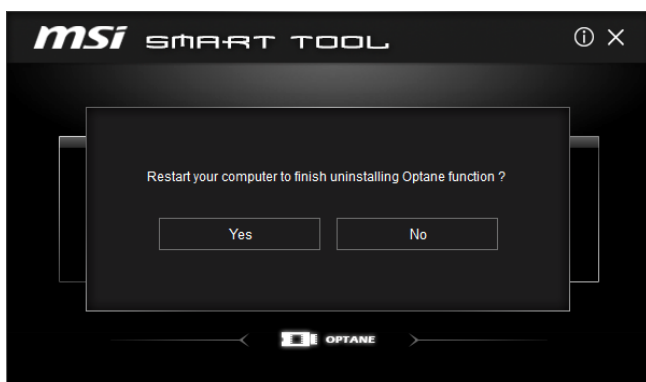 msi SMART TOOL
Restart your computer to finish uninstalling Optane function ?
Yes No
OPTANE